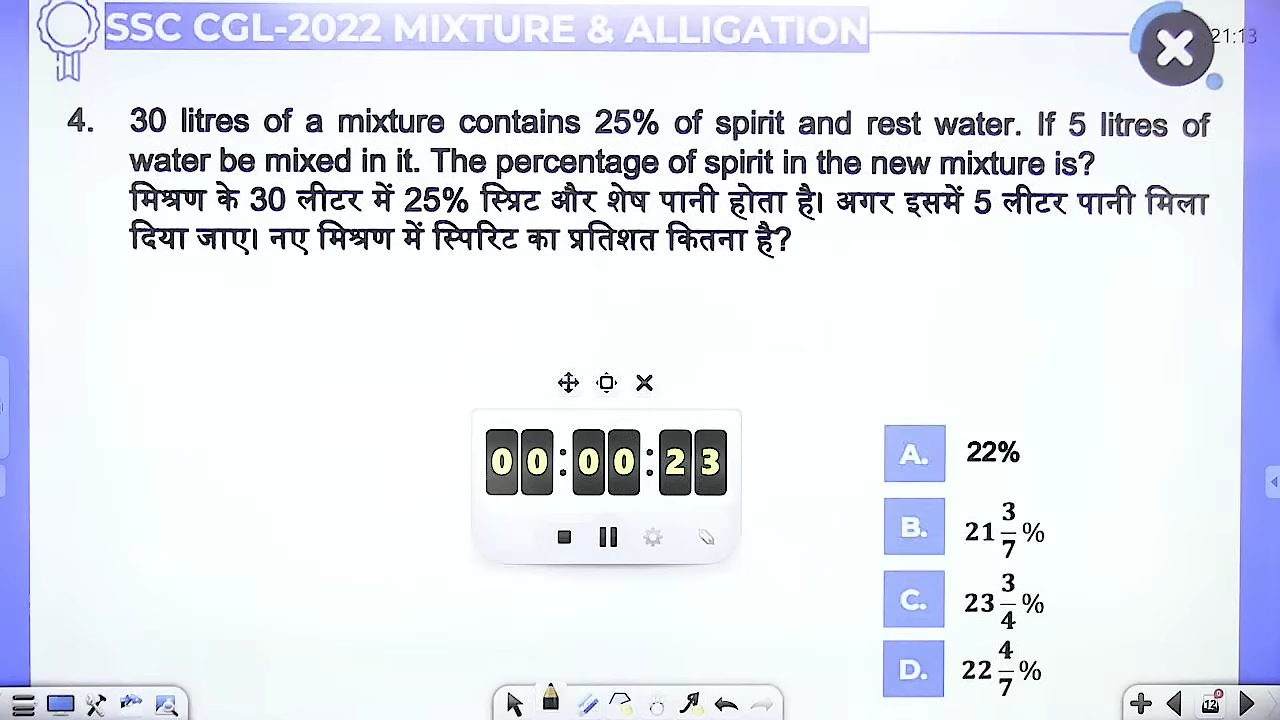 SSC CGL-2022 MIXTURE & ALLIGATION
21:13
4. 30 litres of a mixture contains 25% of spirit and rest water. If 5 litres of
water be mixed in it. The percentage of spirit in the new mixture is?
मिश्रण के 30 लीटर में 25% स्प्रिट और शेष पानी होता है। अगर इसमें 5 लीटर पानी मिला
दिया जाए। नए मिश्रण में स्पिरिट का प्रतिशत कितना है?
00:00:23
A. 22%
B. 21 3/7 %
C. 23 3/4 %
D. 22 4/7 %
12